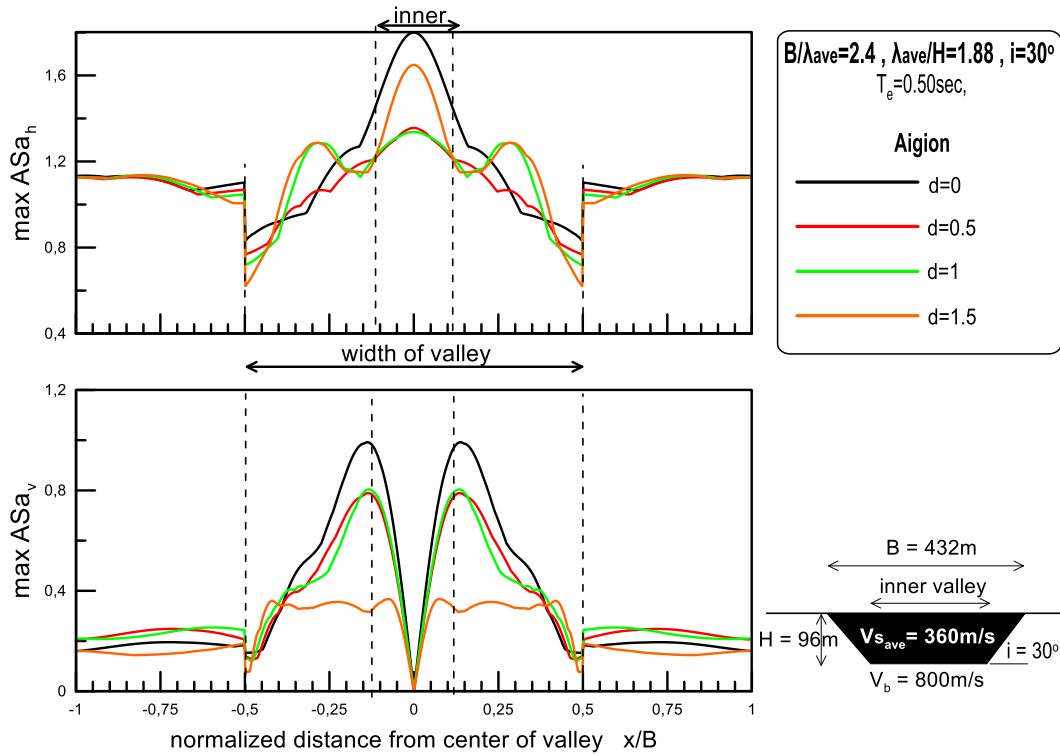 inner
1,6
1,2
0,8
0,4
max ASa_h
B/λave=2.4 , λave/H=1.88 , i=30º
T_e=0.50sec,
Aigion
d=0
d=0.5
d=1
d=1.5
width of valley
1,2
0,8
0,4
0
max ASa_v
-1 -0,75 -0,5 -0,25 0 0,25 0,5 0,75 1
normalized distance from center of valley x/B
B = 432m
inner valley
H = 96m
Vs_ave= 360m/s
i = 30º
V_b = 800m/s